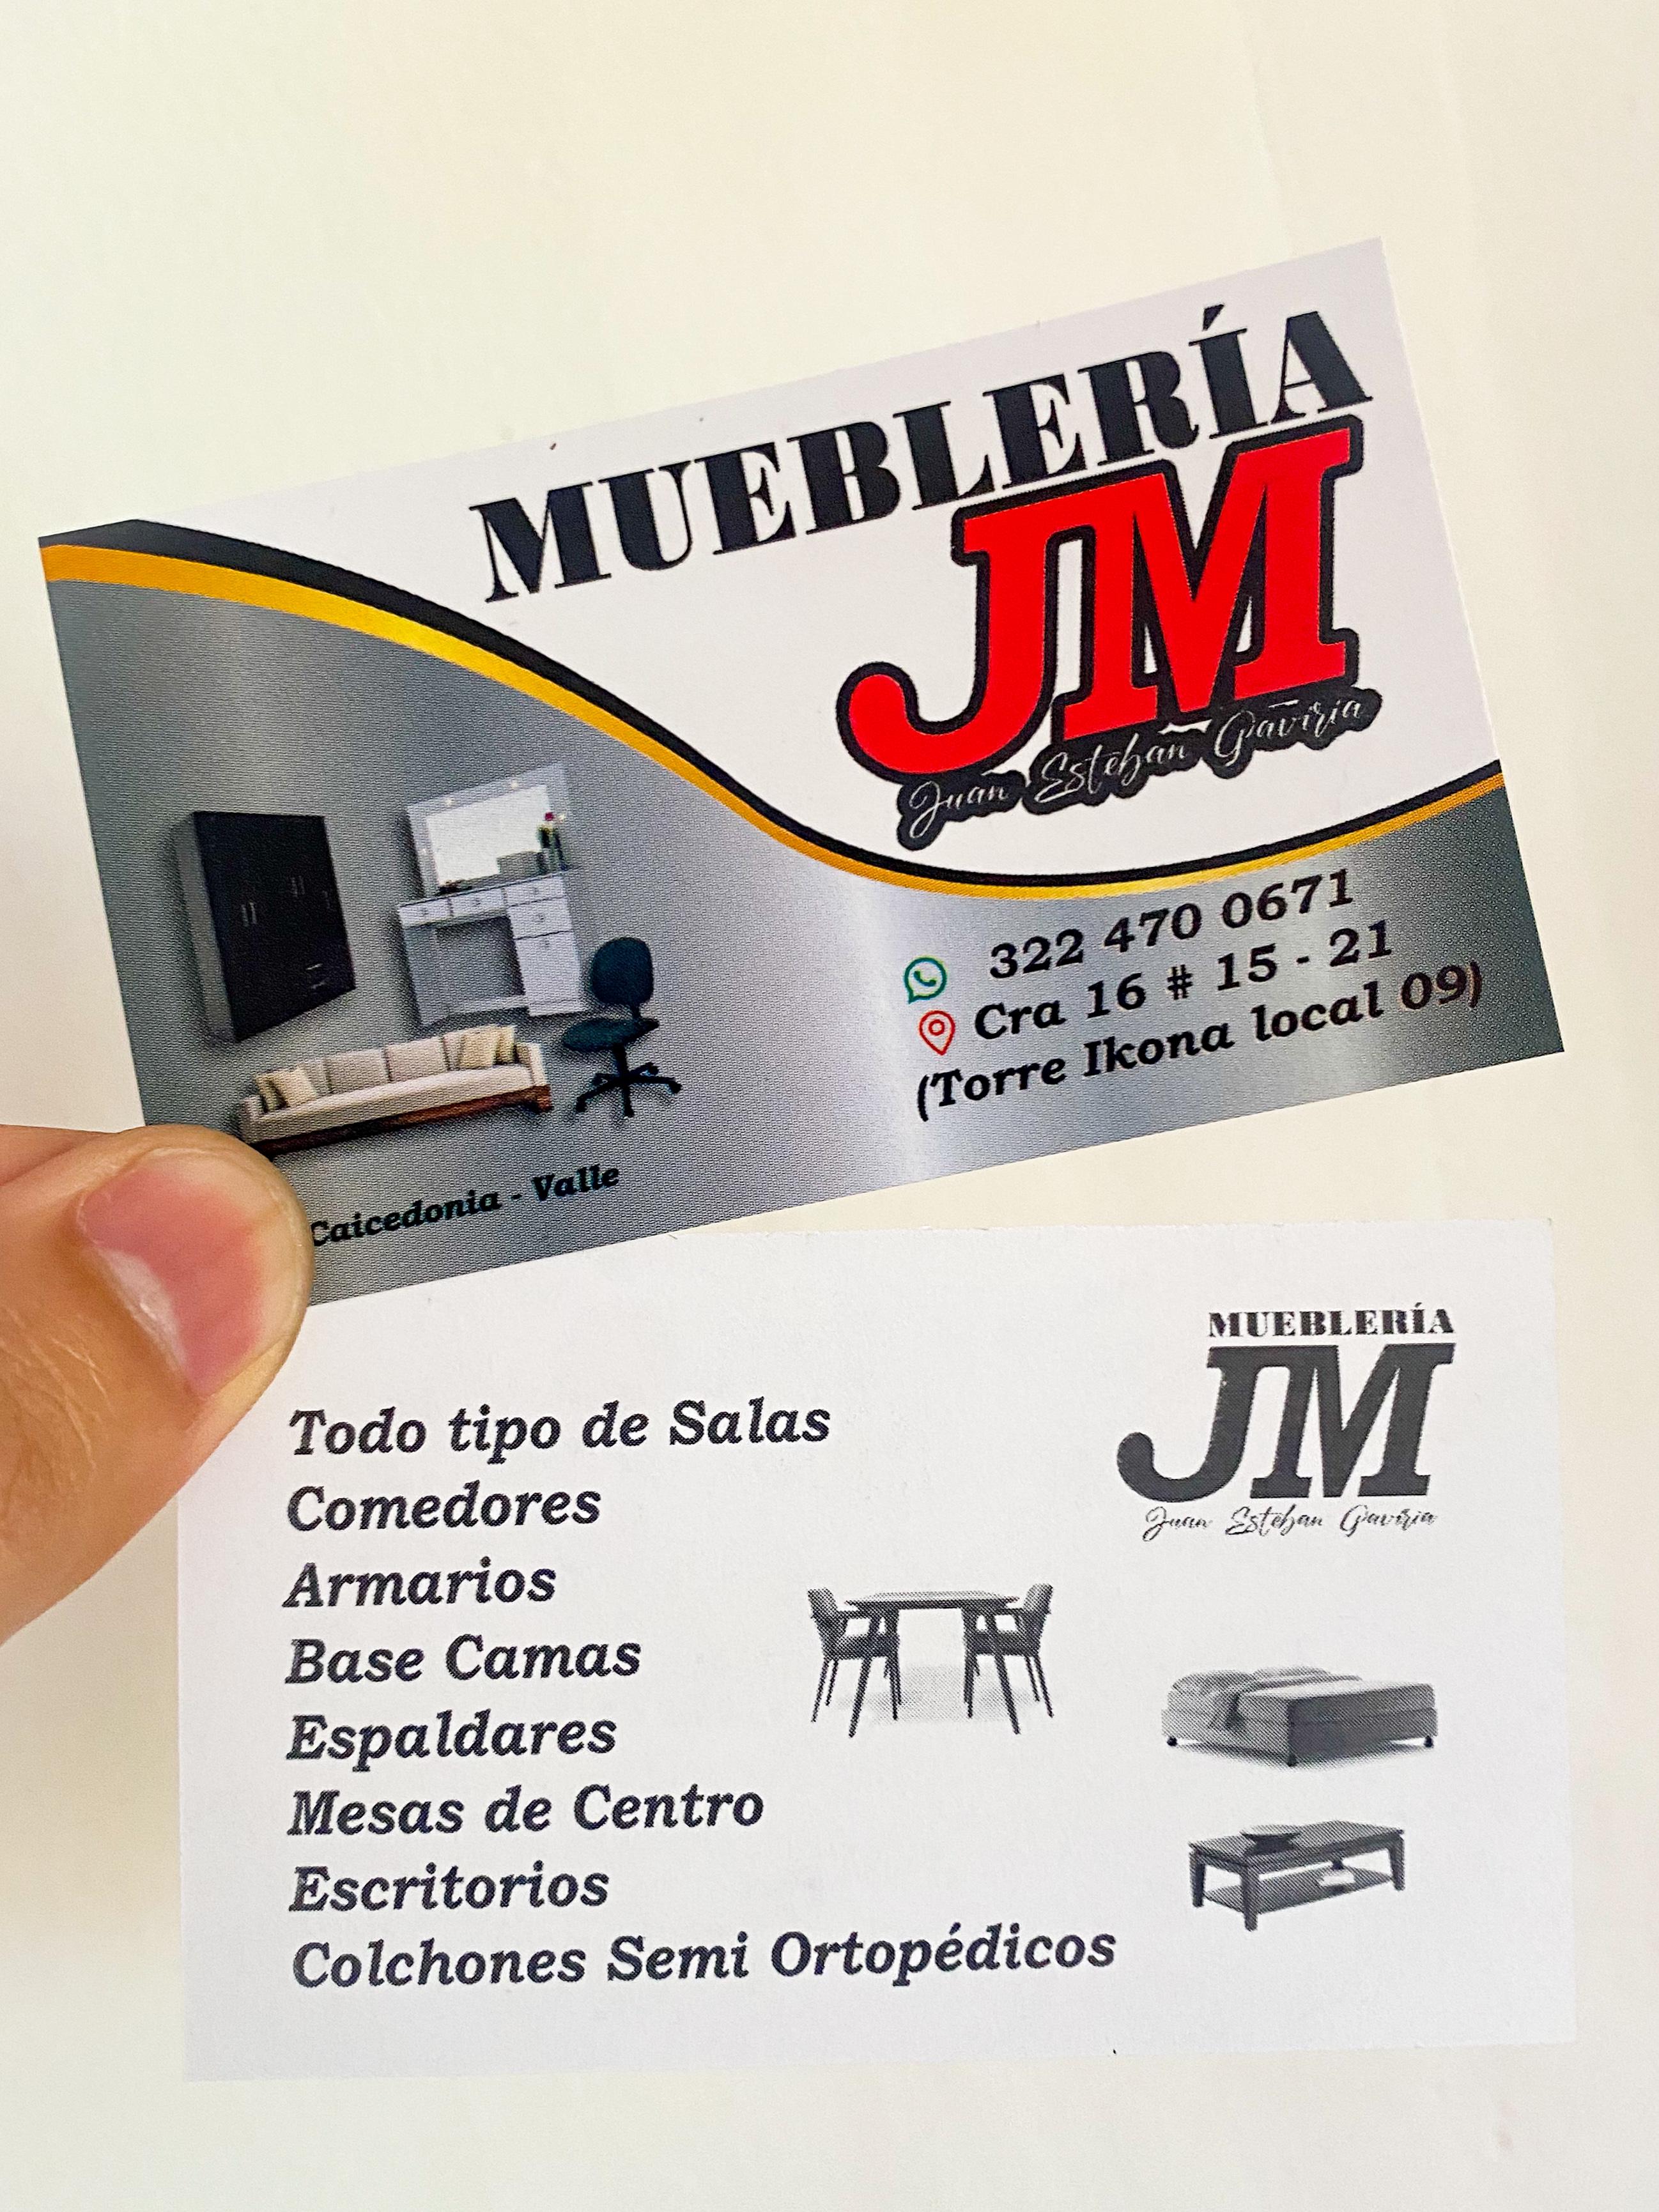 MUEBLERÍA
JM
Juan Esteban Gaviria
322 470 0671
Cra 16 # 15 - 21
(Torre Ikona local 09)
Caicedonia - Valle
MUEBLERÍA
JM
Juan Esteban Gaviria
Todo tipo de Salas
Comedores
Armarios
Base Camas
Espaldares
Mesas de Centro
Escritorios
Colchones Semi Ortopédicos